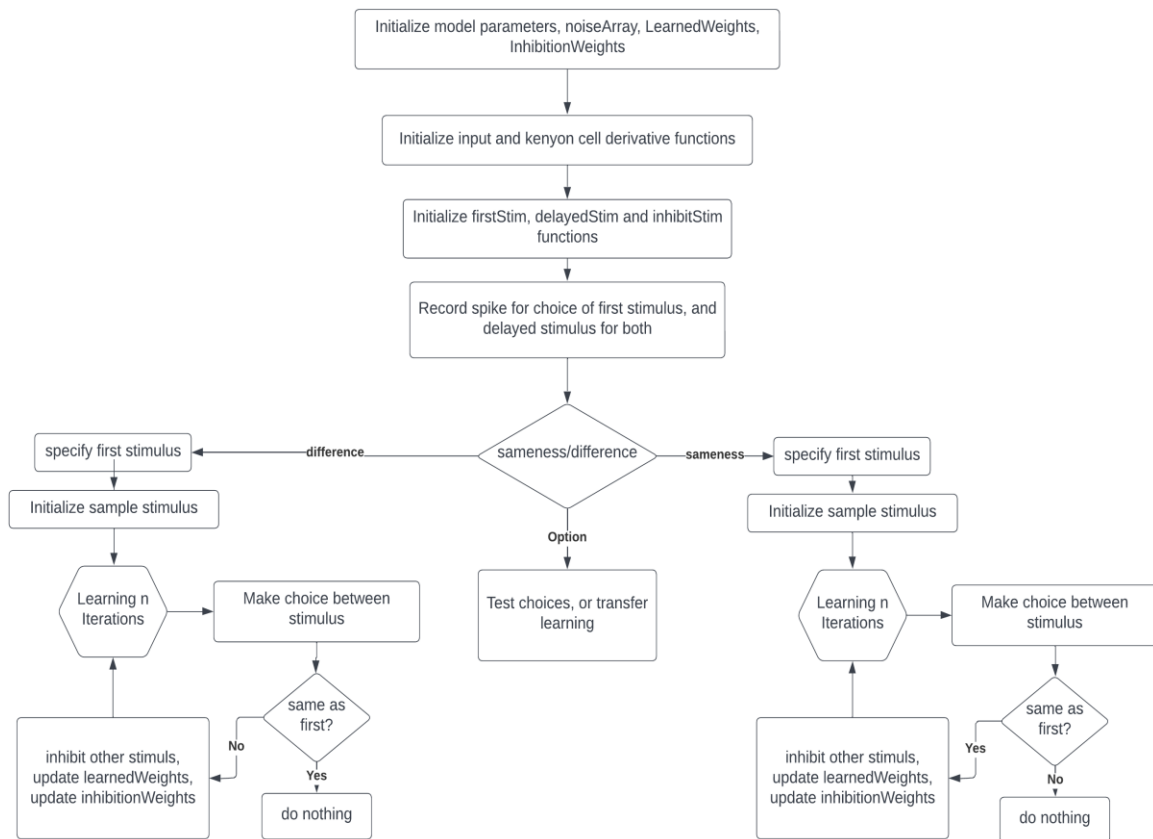 Initialize model parameters, noiseArray, LearnedWeights,
InhibitionWeights
Initialize input and kenyon cell derivative functions
Initialize firstStim, delayedStim and inhibitStim
functions
Record spike for choice of first stimulus, and
delayed stimulus for both
sameness/difference
difference
sameness
Option
Test choices, or transfer
learning
specify first stimulus
Initialize sample stimulus
Learning n
Iterations
Make choice between
stimulus
same as
first?
No
Yes
inhibit other stimuls,
update learnedWeights,
update inhibitionWeights
do nothing
specify first stimulus
Initialize sample stimulus
Learning n
Iterations
Make choice between
stimulus
same as
first?
Yes
No
inhibit other stimuls,
update learnedWeights,
update inhibitionWeights
do nothing